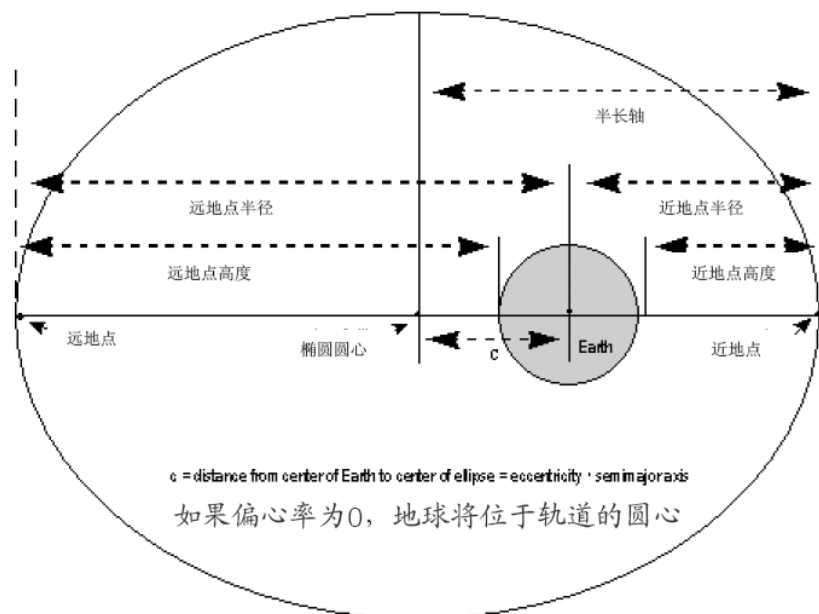 半长轴
远地点半径
近地点半径
远地点高度
近地点高度
远地点
椭圆圆心
c
Earth
近地点
c = distance from center of Earth to center of ellipse = eccentricity · semimajor axis
如果偏心率为0，地球将位于轨道的圆心